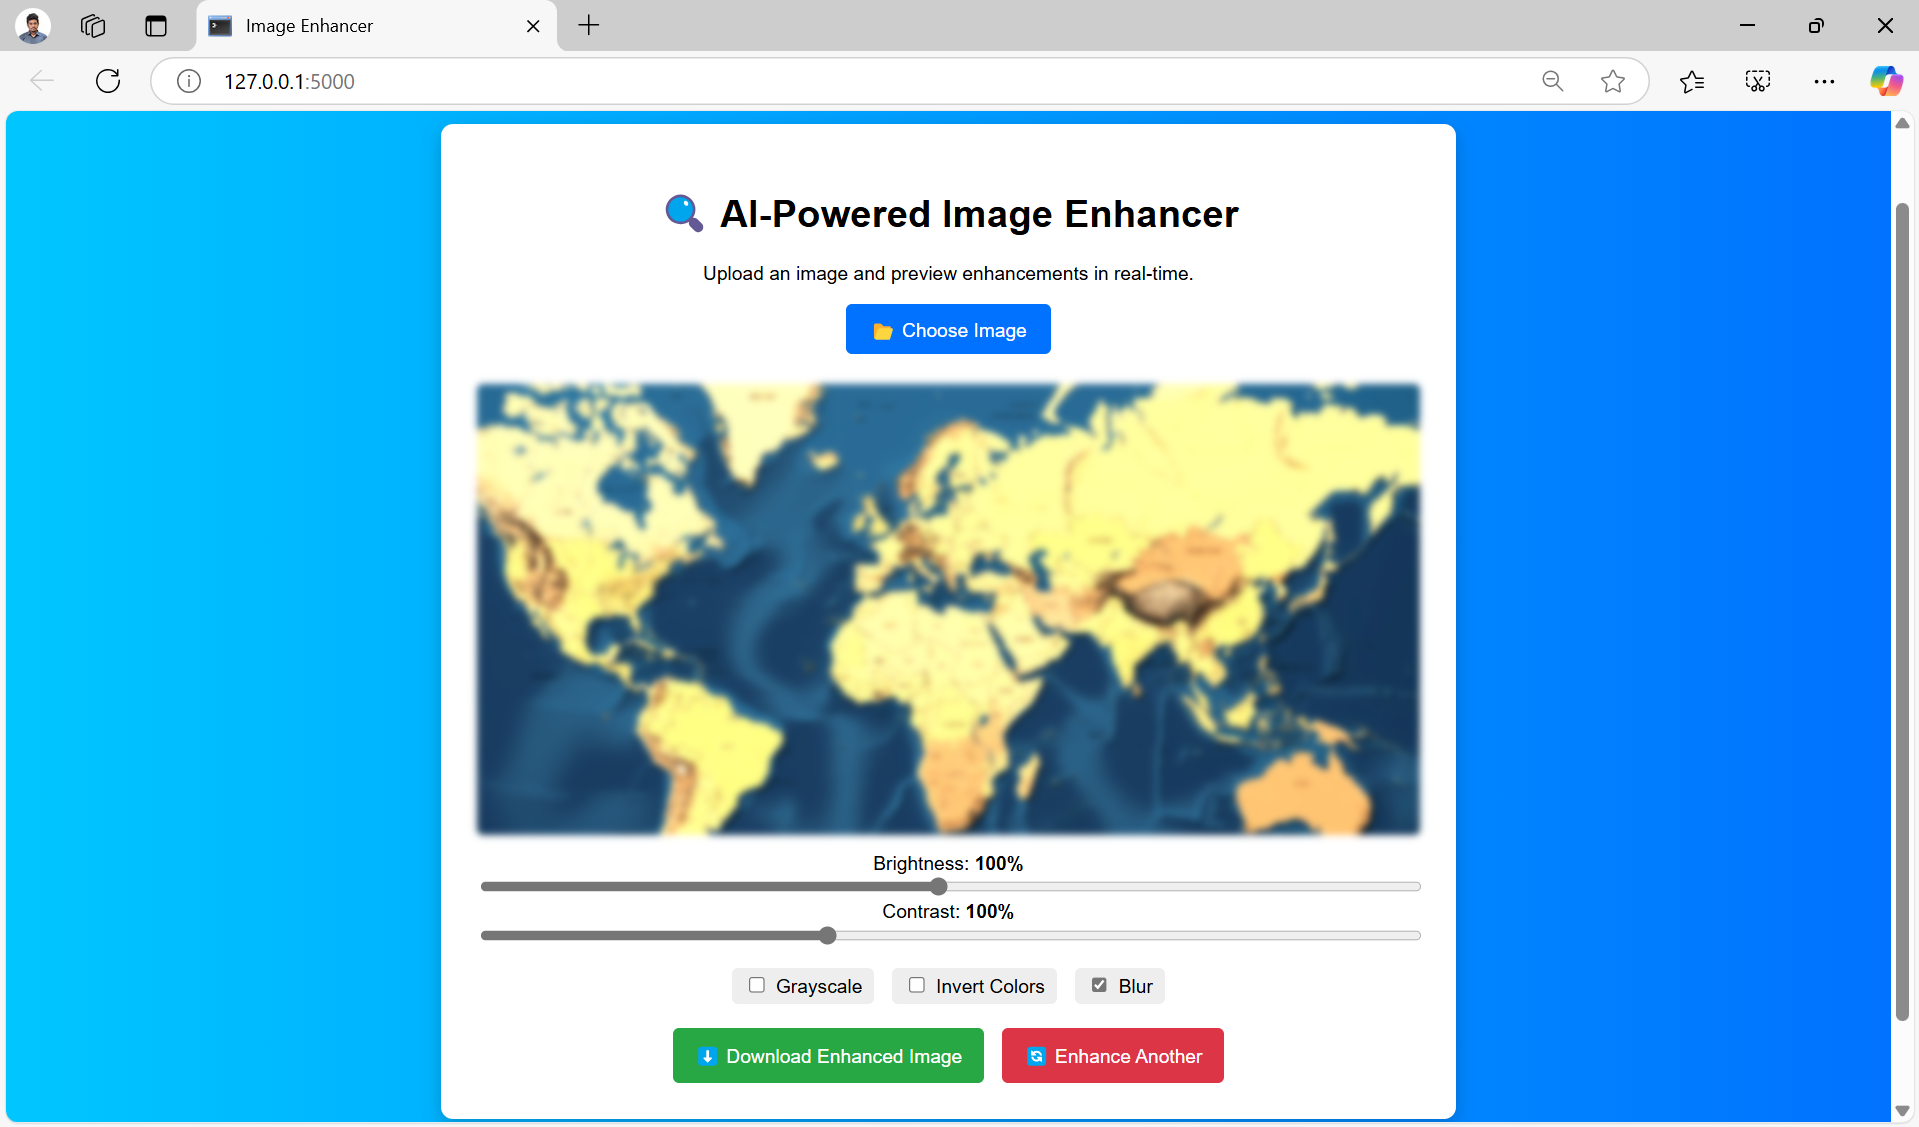 Image Enhancer
127.0.0.1:5000
AI-Powered Image Enhancer
Upload an image and preview enhancements in real-time.
Choose Image
Brightness: 100%
Contrast: 100%
Grayscale Invert Colors Blur
Download Enhanced Image Enhance Another